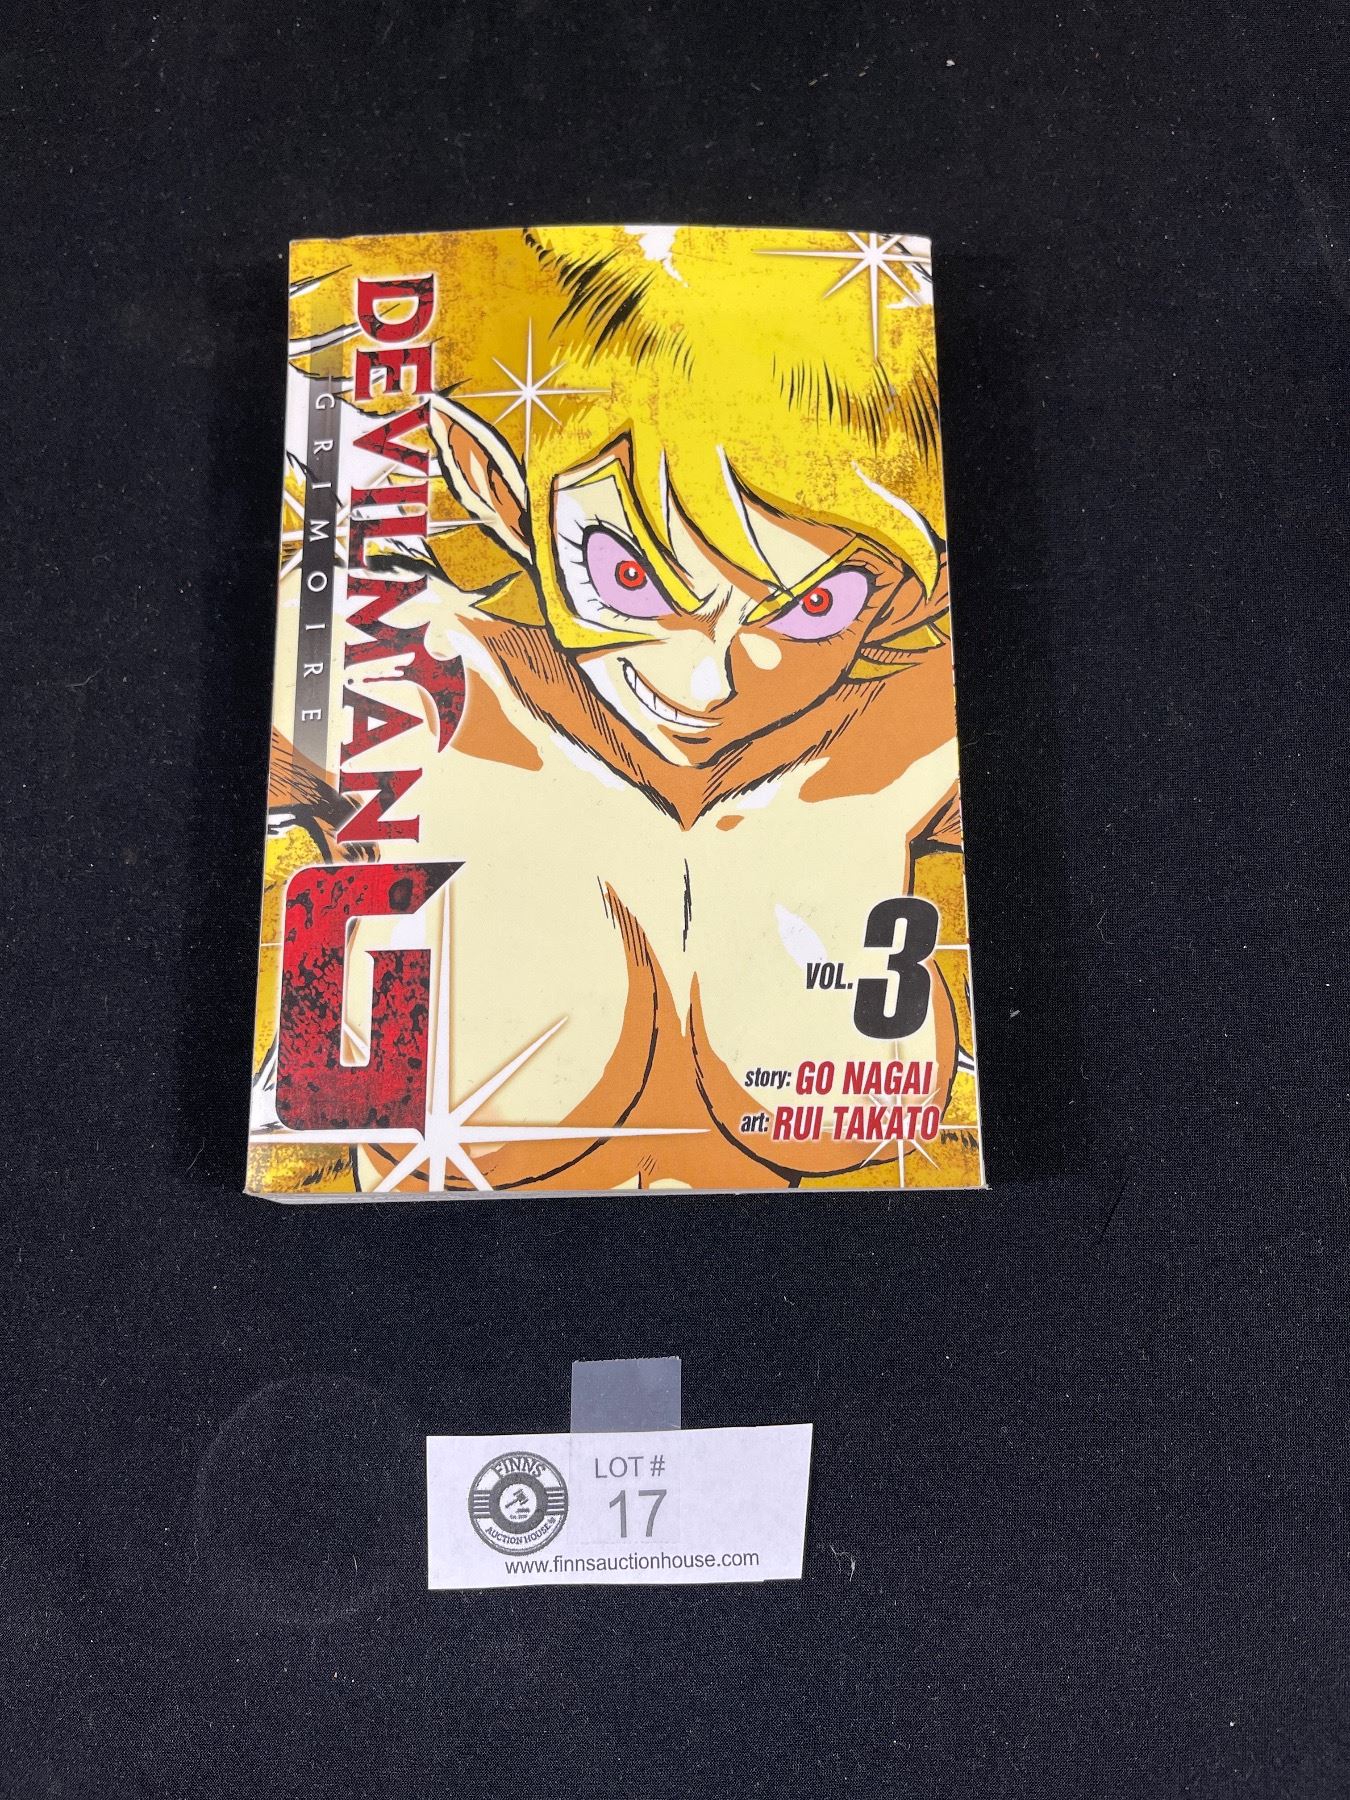 DEVILMAN
GRIMOIRE
G
VOL. 3
story: GO NAGAI
art: RUI TAKATO
FINNS
AUCTION HOUSE
LOT #
17
www.finnsauctionhouse.com